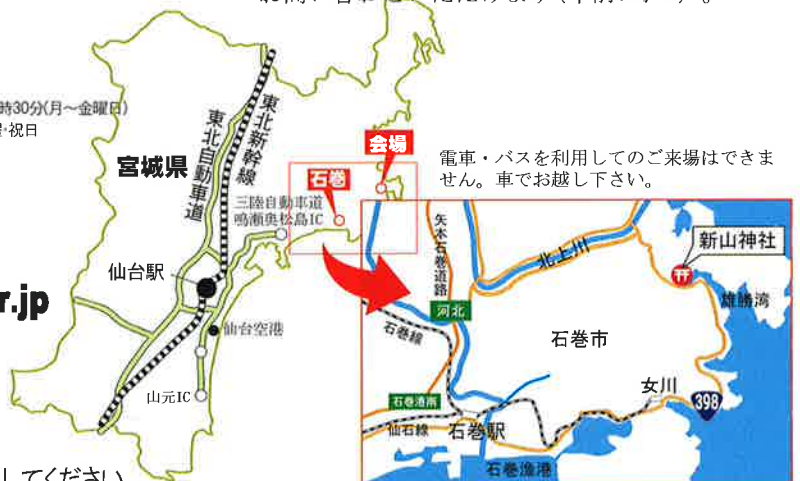 時30分(月～金曜日)
・祝日
東北新幹線
東北自動車道
宮城県
会場
石巻
電車・バスを利用してのご来場はできま
せん。車でお越し下さい。
三陸自動車道
鳴瀬奥松島IC
仙台駅
r.jp
仙台空港
山元IC
矢本石巻道路
北上川
新山神社
雄勝湾
河北
石巻線
石巻市
女川
398
石巻港南
仙石線
石巻駅
石巻漁港
してください